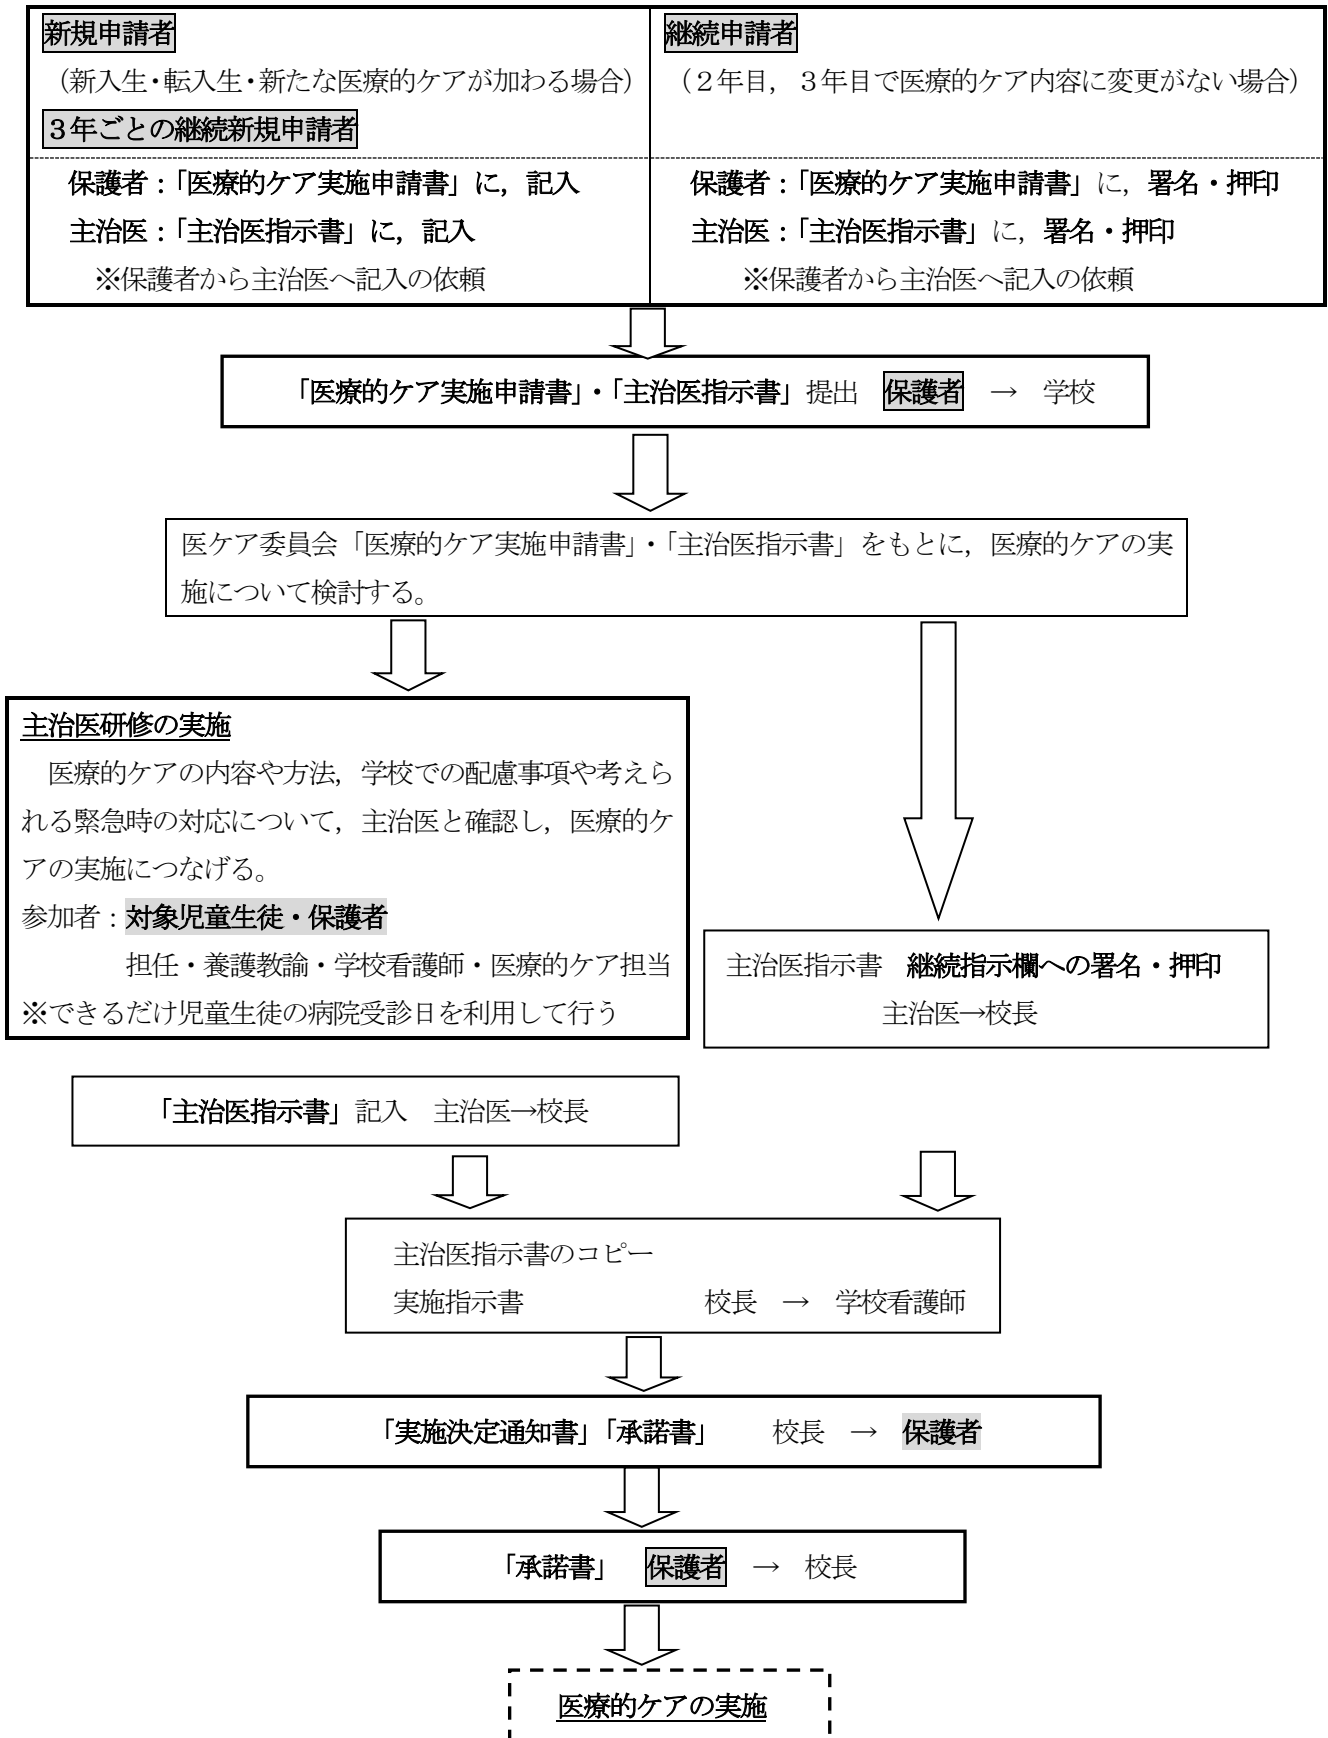 新規申請者
（新入生・転入生・新たな医療的ケアが加わる場合）
３年ごとの継続新規申請者
保護者：「医療的ケア実施申請書」に，記入
主治医：「主治医指示書」に，記入
※保護者から主治医へ記入の依頼
継続申請者
（２年目，３年目で医療的ケア内容に変更がない場合）
保護者：「医療的ケア実施申請書」に，署名・押印
主治医：「主治医指示書」に，署名・押印
※保護者から主治医へ記入の依頼
「医療的ケア実施申請書」・「主治医指示書」提出　保護者　→　学校
医ケア委員会「医療的ケア実施申請書」・「主治医指示書」をもとに，医療的ケアの実
施について検討する。
主治医研修の実施
医療的ケアの内容や方法，学校での配慮事項や考えら
れる緊急時の対応について，主治医と確認し，医療的ケ
アの実施につなげる。
参加者：対象児童生徒・保護者
担任・養護教諭・学校看護師・医療的ケア担当
※できるだけ児童生徒の病院受診日を利用して行う
主治医指示書　継続指示欄への署名・押印
主治医→校長
「主治医指示書」記入　主治医→校長
主治医指示書のコピー
実施指示書　校長　→　学校看護師
「実施決定通知書」「承諾書」　校長　→　保護者
「承諾書」　保護者　→　校長
医療的ケアの実施